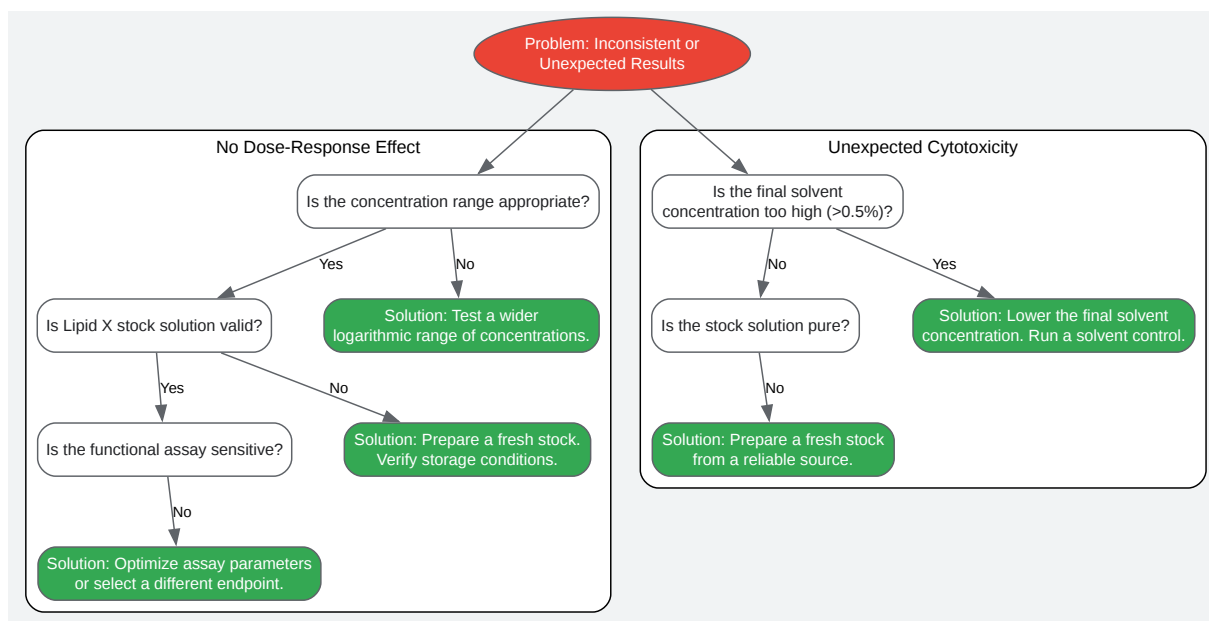 Problem: Inconsistent or
Unexpected Results
No Dose-Response Effect
Is the concentration range appropriate?
Yes
No
Is Lipid X stock solution valid?
Solution: Test a wider
logarithmic range of concentrations.
Yes
No
Is the functional assay sensitive?
Solution: Prepare a fresh stock.
Verify storage conditions.
No
Solution: Optimize assay parameters
or select a different endpoint.
Unexpected Cytotoxicity
Is the final solvent
concentration too high (>0.5%)?
No
Yes
Is the stock solution pure?
Solution: Lower the final solvent
concentration. Run a solvent control.
No
Solution: Prepare a fresh stock
from a reliable source.